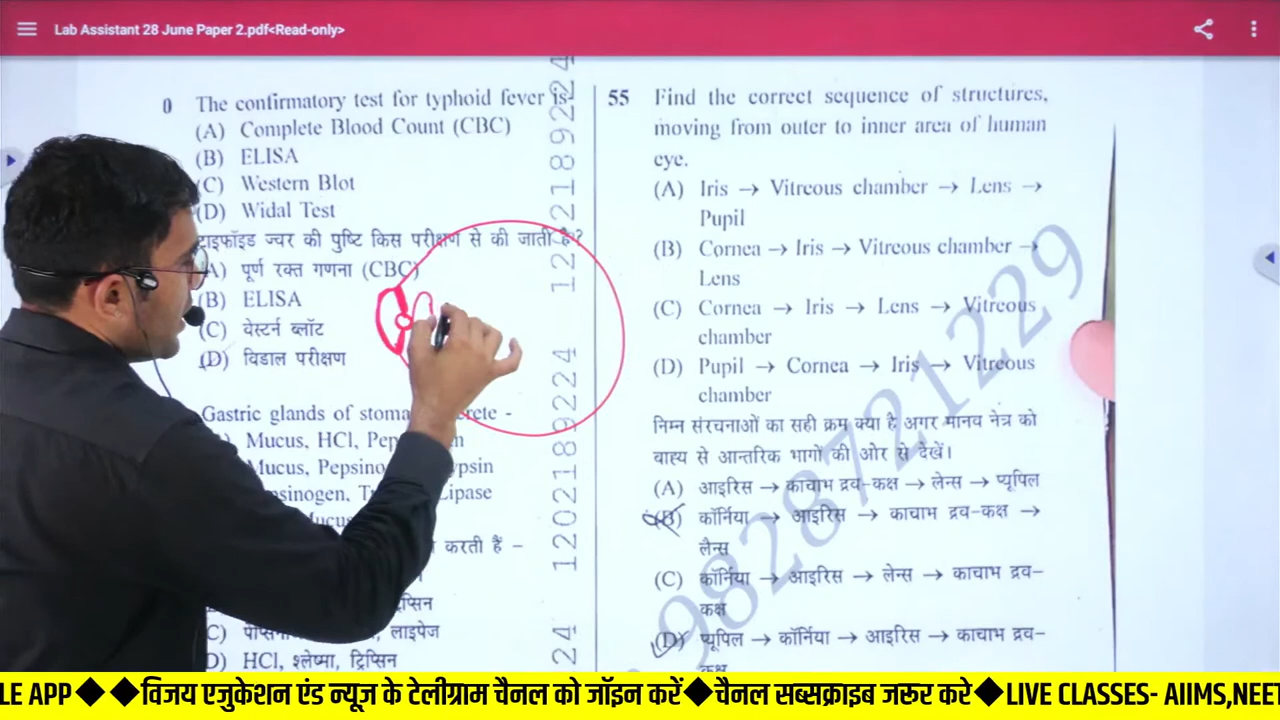 Lab Assistant 28 June Paper 2.pdf<Read-only>
0 The confirmatory test for typhoid fever is-
(A) Complete Blood Count (CBC)
(B) ELISA
(C) Western Blot
(D) Widal Test
टाइफॉइड ज्वर की पुष्टि किस परीक्षण से की जाती है?
A) पूर्ण रक्त गणना (CBC)
(B) ELISA
(C) वेस्टर्न ब्लॉट
(D) विडाल परीक्षण
Gastric glands of
Mucus, HCl,
Mucus,
Lipase
करती हैं –
लाइपेज
D) HCl, श्लेष्मा, ट्रिप्सिन
55 Find the correct sequence of structures,
moving from outer to inner area of human
eye.
(A) Iris → Vitreous chamber → Lens →
Pupil
(B) Cornea → Iris → Vitreous chamber →
Lens
(C) Cornea → Iris → Lens → Vitreous
chamber
(D) Pupil → Cornea → Iris → Vitreous
chamber
निम्न संरचनाओं का सही क्रम क्या है अगर मानव नेत्र को
वाह्य से आन्तरिक भागों की ओर से देखें।
(A) आइरिस → काचाभ द्रव-कक्ष → लेन्स → प्यूपिल
(B) कॉर्निया → आइरिस → काचाभ द्रव-कक्ष →
लैन्स
(C) कॉर्निया → आइरिस → लेन्स → काचाभ द्रव-
कक्ष
(D) प्यूपिल → कॉर्निया → आइरिस → काचाभ द्रव-
कक्ष
1202189224
9828721229
LE APP◆◆विजय एजुकेशन एंड न्यूज के टेलीग्राम चैनल को जॉइन करें◆चैनल सब्सक्राइब जरूर करे◆LIVE CLASSES- AIIMS,NEET